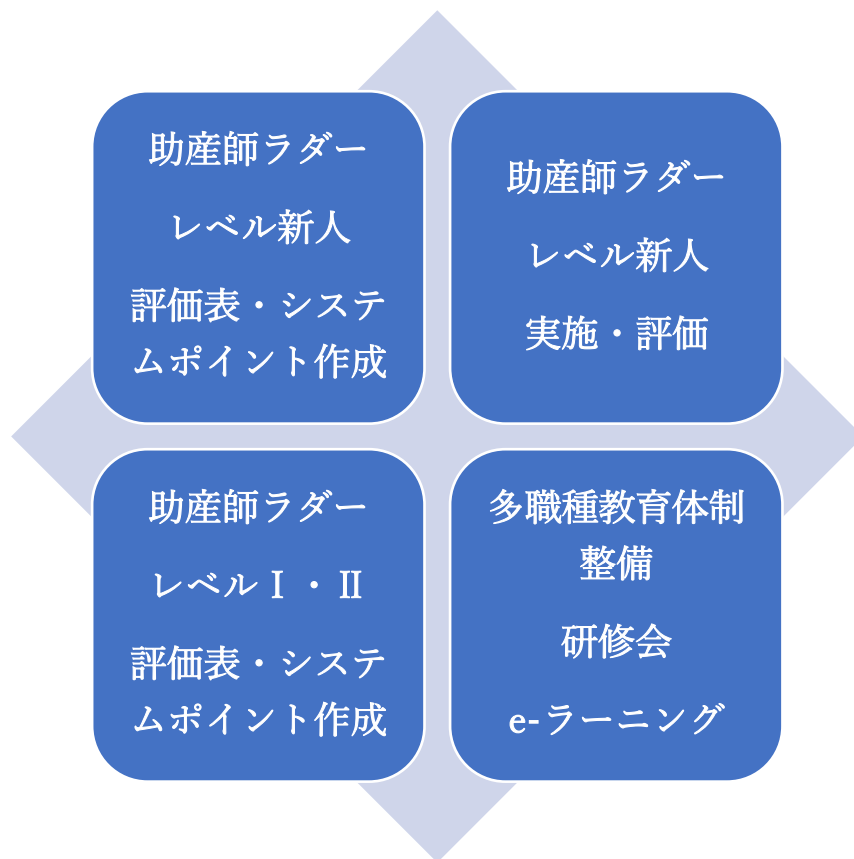 助産師ラダー
レベル新人
評価表・システ
ムポイント作成
助産師ラダー
レベル新人
実施・評価
助産師ラダー
レベルⅠ・Ⅱ
評価表・システ
ムポイント作成
多職種教育体制
整備
研修会
e-ラーニング